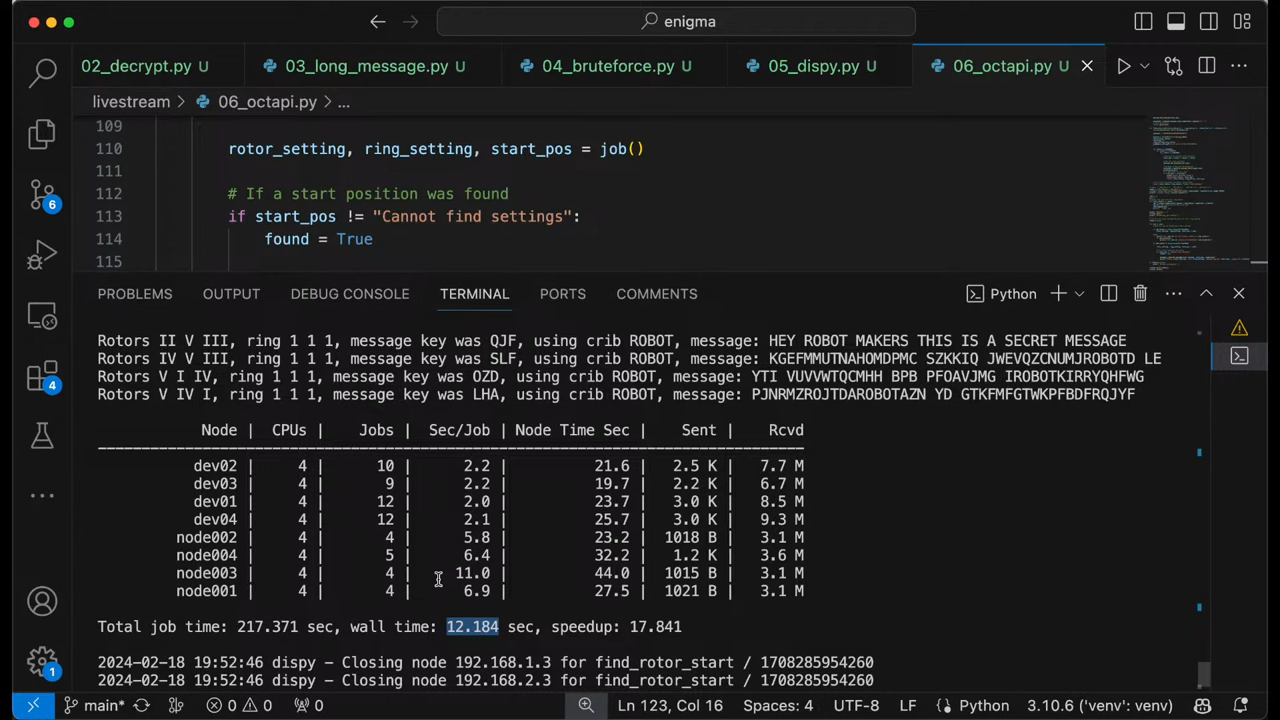 enigma
02_decrypt.py U 03_long_message.py U 04_bruteforce.py U 05_dispy.py U 06_octapi.py U
livestream > 06_octapi.py > ...
109
110 rotor_setting, ring_setting, start_pos = job()
111
112 # If a start position was found
113 if start_pos != "Cannot find settings":
114 found = True
115
PROBLEMS OUTPUT DEBUG CONSOLE TERMINAL PORTS COMMENTS Python
Rotors II V III, ring 1 1 1, message key was QJF, using crib ROBOT, message: HEY ROBOT MAKERS THIS IS A SECRET MESSAGE
Rotors IV V III, ring 1 1 1, message key was SLF, using crib ROBOT, message: KGEFMMUTNAHOMDPMC SZKKIQ JWEVQZCNUMJROBOTD LE
Rotors V I IV, ring 1 1 1, message key was OZD, using crib ROBOT, message: YTI VUVVWTQCMHH BPB PFOAVJMG IROBOTKIRRYQHFWG
Rotors V IV I, ring 1 1 1, message key was LHA, using crib ROBOT, message: PJNRMZROJTDAROBOTAZN YD GTKFMFGTWKPFBDFRQJYF
Node | CPUs | Jobs | Sec/Job | Node Time Sec | Sent | Rcvd
dev02 | 4 | 10 | 2.2 | 21.6 | 2.5 K | 7.7 M
dev03 | 4 | 9 | 2.2 | 19.7 | 2.2 K | 6.7 M
dev01 | 4 | 12 | 2.0 | 23.7 | 3.0 K | 8.5 M
dev04 | 4 | 12 | 2.1 | 25.7 | 3.0 K | 9.3 M
node002 | 4 | 4 | 5.8 | 23.2 | 1018 B | 3.1 M
node004 | 4 | 5 | 6.4 | 32.2 | 1.2 K | 3.6 M
node003 | 4 | 4 | 11.0 | 44.0 | 1015 B | 3.1 M
node001 | 4 | 4 | 6.9 | 27.5 | 1021 B | 3.1 M
Total job time: 217.371 sec, wall time: 12.184 sec, speedup: 17.841
2024-02-18 19:52:46 dispy - Closing node 192.168.1.3 for find_rotor_start / 1708285954260
2024-02-18 19:52:46 dispy - Closing node 192.168.2.3 for find_rotor_start / 1708285954260
6
4
1
main* 0 0 0 Ln 123, Col 16 Spaces: 4 UTF-8 LF Python 3.10.6 ('venv': venv)